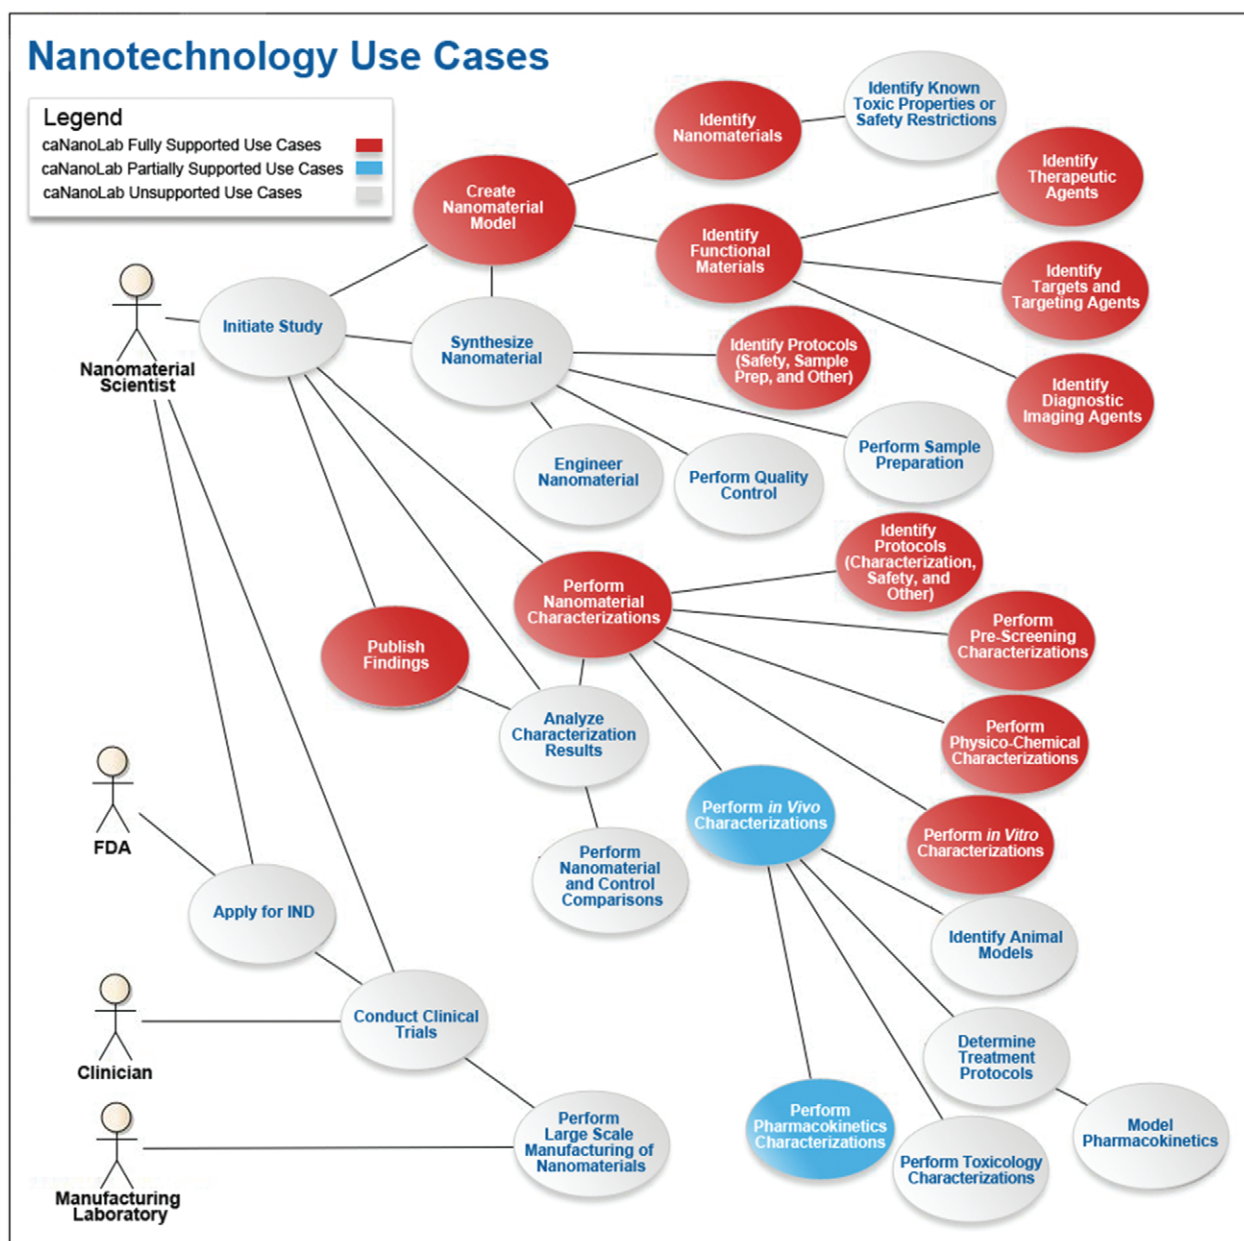 Nanotechnology Use Cases
Legend
caNanoLab Fully Supported Use Cases
caNanoLab Partially Supported Use Cases
caNanoLab Unsupported Use Cases
Identify
Nanomaterials
Identify Known
Toxic Properties or
Safety Restrictions
Create
Nanomaterial
Model
Identify
Therapeutic
Agents
Identify
Functional
Materials
Identify
Targets and
Targeting Agents
Nanomaterial
Scientist
Initiate Study
Synthesize
Nanomaterial
Identify Protocols
(Safety, Sample
Prep, and Other)
Identify
Diagnostic
Imaging Agents
Engineer
Nanomaterial
Perform Quality
Control
Perform Sample
Preparation
Identify
Protocols
(Characterization,
Safety, and
Other)
Perform
Nanomaterial
Characterizations
Perform
Pre-Screening
Characterizations
Publish
Findings
Analyze
Characterization
Results
Perform
Physico-Chemical
Characterizations
FDA
Perform in Vivo
Characterizations
Perform in Vitro
Characterizations
Perform
Nanomaterial
and Control
Comparisons
Apply for IND
Identify Animal
Models
Clinician
Conduct Clinical
Trials
Determine
Treatment
Protocols
Perform
Pharmacokinetics
Characterizations
Model
Pharmacokinetics
Perform
Large Scale
Manufacturing of
Nanomaterials
Perform Toxicology
Characterizations
Manufacturing
Laboratory